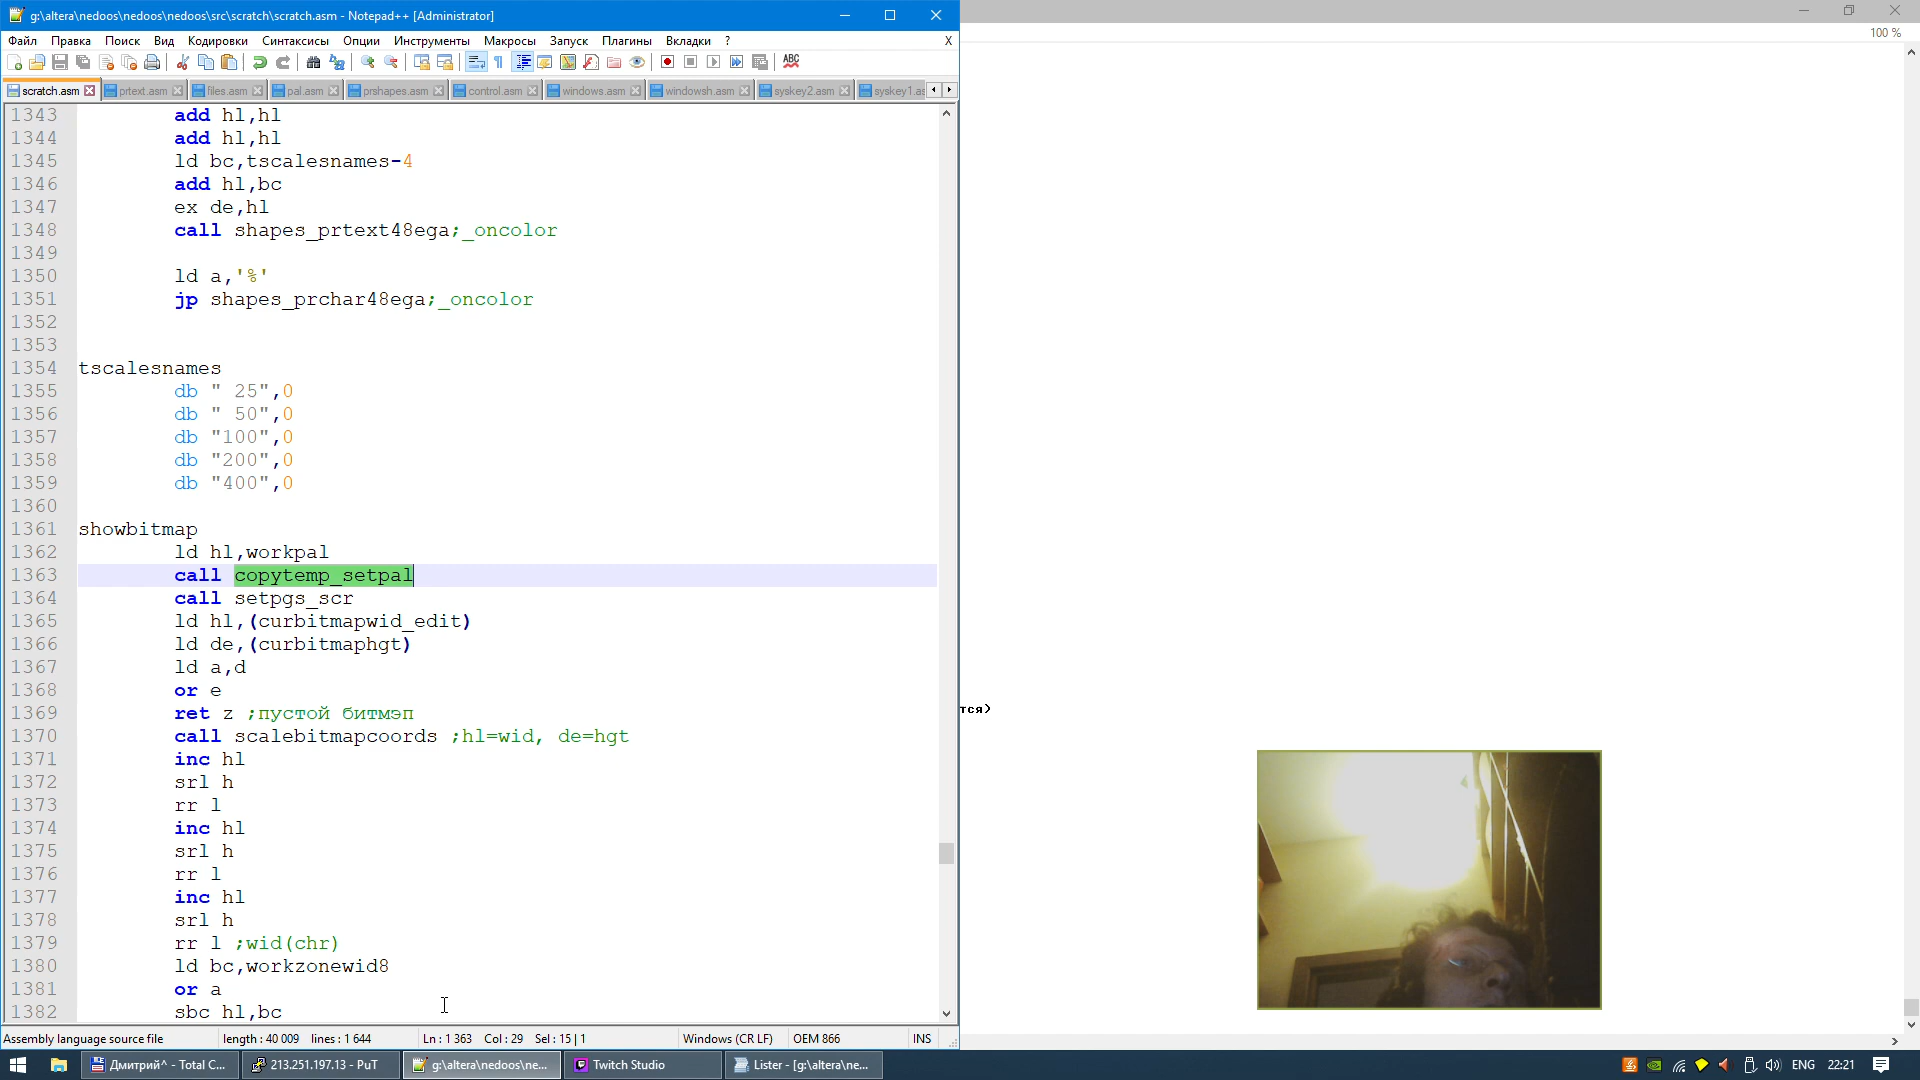 g:\altera\nedoos\nedoos\nedoos\src\scratch\scratch.asm - Notepad++ [Administrator]
100 %
Файл Правка Поиск Вид Кодировки Синтаксисы Опции Инструменты Макросы Запуск Плагины Вкладки ? X
scratch.asm prtext.asm files.asm pal.asm prshapes.asm control.asm windows.asm windowsh.asm syskey2.asm syskey1.as
1343 add hl,hl
1344 add hl,hl
1345 ld bc,tscalesnames-4
1346 add hl,bc
1347 ex de,hl
1348 call shapes_prtext48ega;_oncolor
1349
1350 ld a,'%'
1351 jp shapes_prchar48ega;_oncolor
1352
1353
1354 tscalesnames
1355 db " 25",0
1356 db " 50",0
1357 db "100",0
1358 db "200",0
1359 db "400",0
1360
1361 showbitmap
1362 ld hl,workpal
1363 call copytemp_setpal
1364 call setpgs_scr
1365 ld hl,(curbitmapwid_edit)
1366 ld de,(curbitmaphgt)
1367 ld a,d
1368 or e
1369 ret z ;пустой битмэп
1370 call scalebitmapcoords ;hl=wid, de=hgt
1371 inc hl
1372 srl h
1373 rr l
1374 inc hl
1375 srl h
1376 rr l
1377 inc hl
1378 srl h
1379 rr l ;wid(chr)
1380 ld bc,workzonewid8
1381 or a
1382 sbc hl,bc
тся)
Assembly language source file length : 40 009 lines : 1 644 Ln : 1 363 Col : 29 Sel : 15 | 1 Windows (CR LF) OEM 866 INS
Дмитрий^ - Total C... 213.251.197.13 - PuT g:\altera\nedoos\ne... Twitch Studio Lister - [g:\altera\ne... ENG 22:21